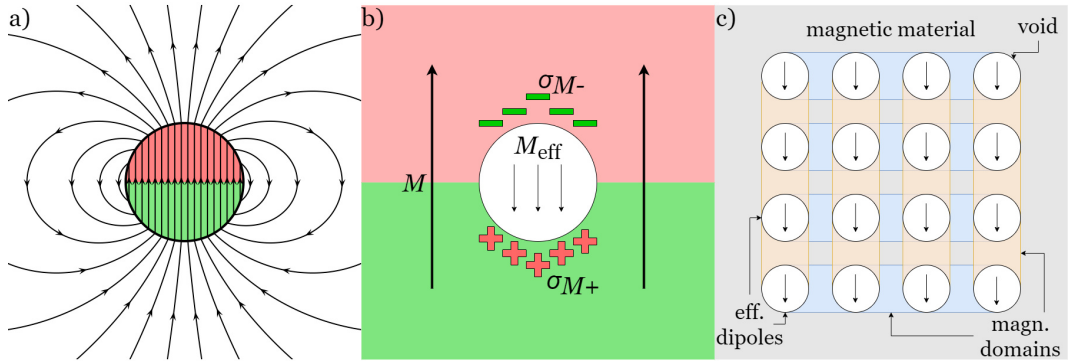 a)
b)
σM-
Meff
M
σM+
c)
magnetic material
void
eff.
dipoles
magn.
domains